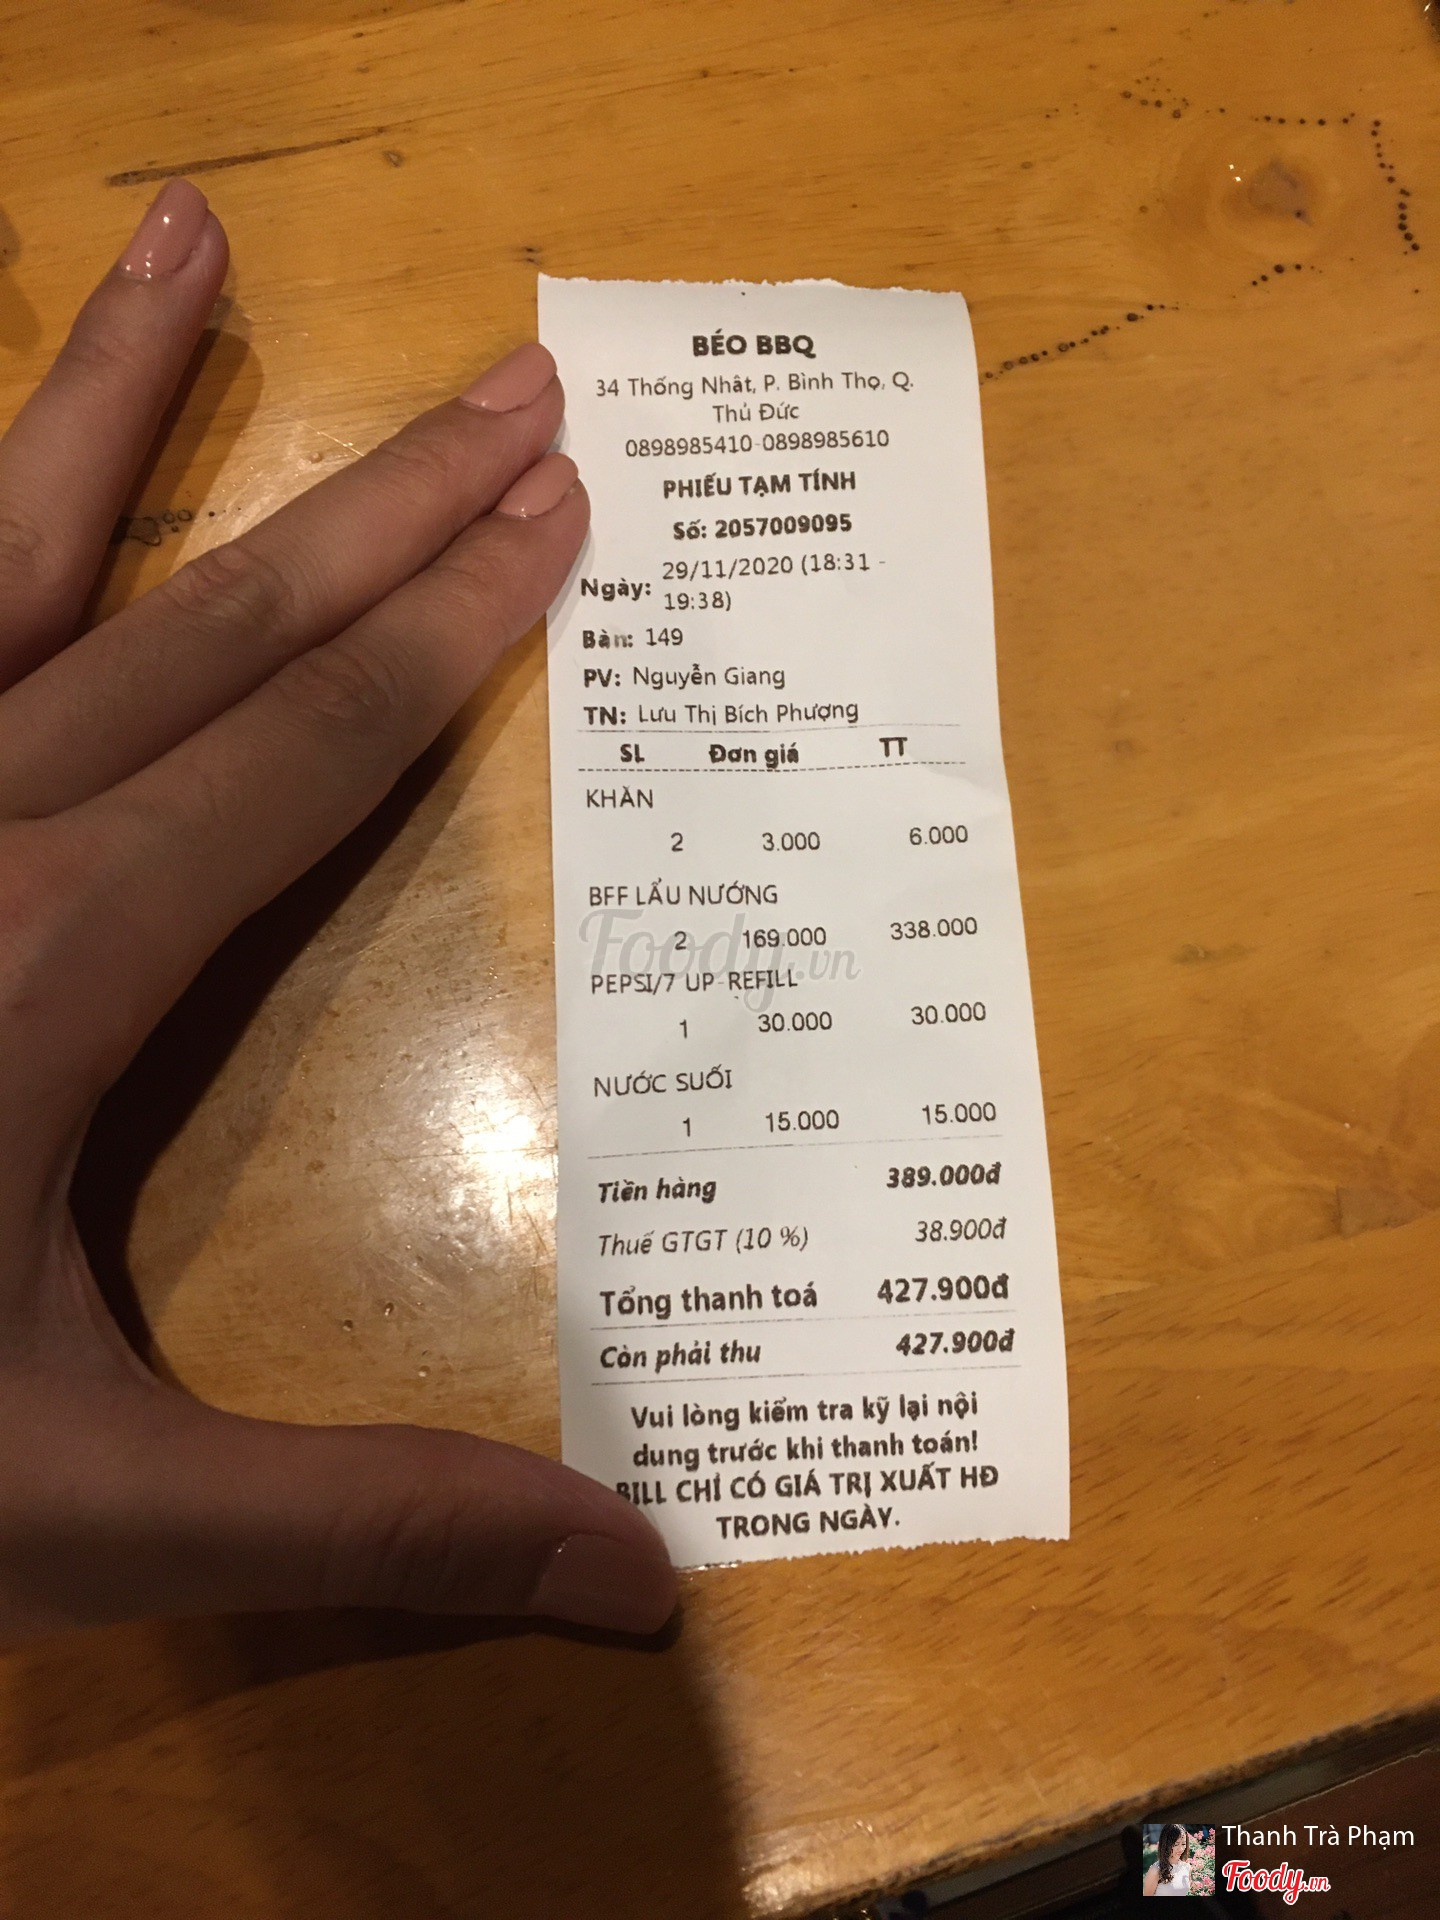 BÉO BBQ
34 Thống Nhât, P. Bình Thọ, Q.
Thủ Đức
0898985410-0898985610
PHIẾU TẠM TÍNH
Số: 2057009095
Ngày: 29/11/2020 (18:31 -
19:38)
Bàn: 149
PV: Nguyễn Giang
TN: Lưu Thị Bích Phượng
SL Đơn giá TT
KHĂN
2 3.000 6.000
BFF LẨU NƯỚNG
2 169.000 338.000
PEPSI/7 UP-REFILL
1 30.000 30.000
NƯỚC SUỐI
1 15.000 15.000
Tiền hàng 389.000đ
Thuế GTGT (10 %) 38.900đ
Tổng thanh toá 427.900đ
Còn phải thu 427.900đ
Vui lòng kiểm tra kỹ lại nội
dung trước khi thanh toán!
BILL CHỈ CÓ GIÁ TRỊ XUẤT HĐ
TRONG NGÀY.
Foody.vn
Thanh Trà Phạm
Foody.vn